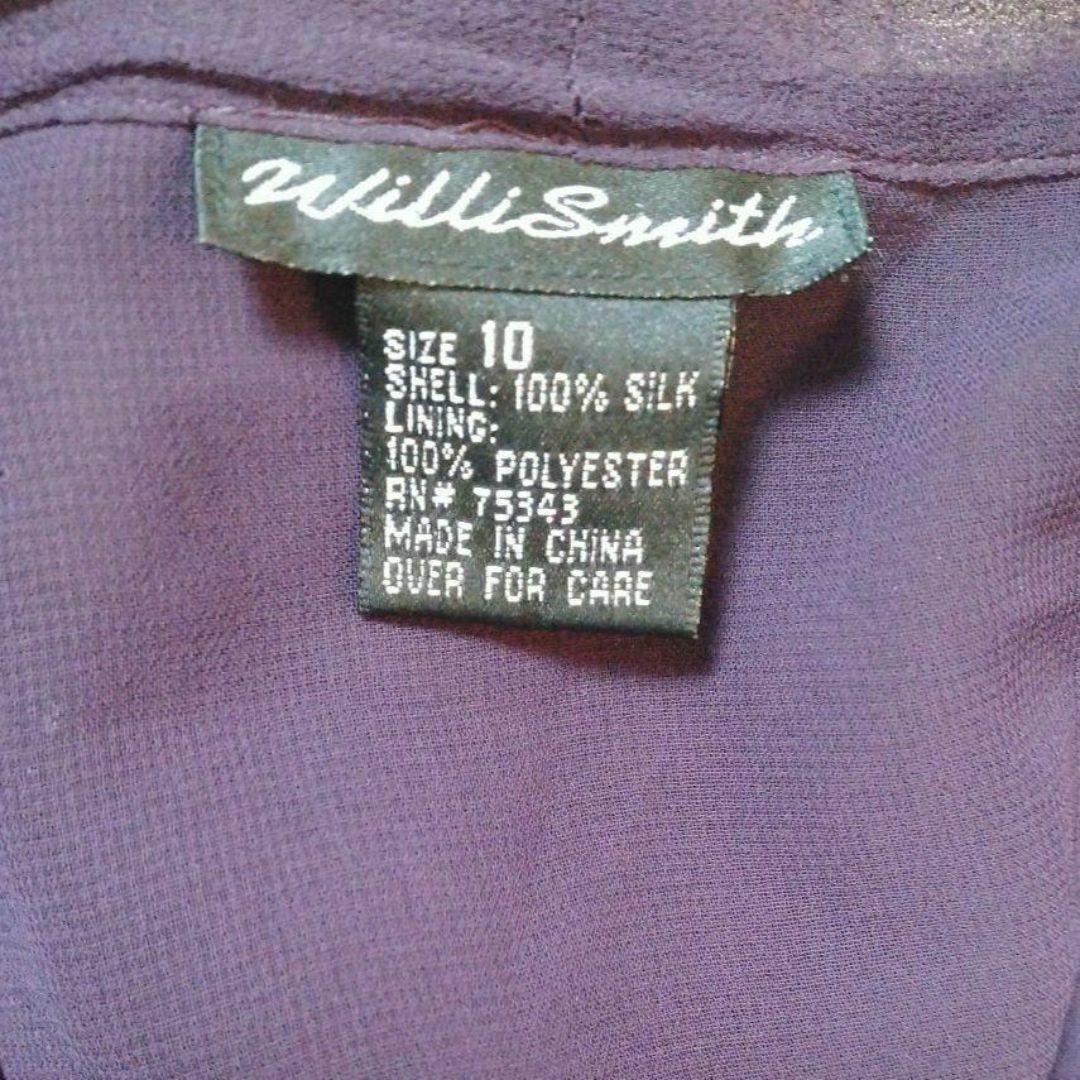 WilliSmith
SIZE 10
SHELL: 100% SILK
LINING:
100% POLYESTER
RN# 75343
MADE IN CHINA
OVER FOR CARE